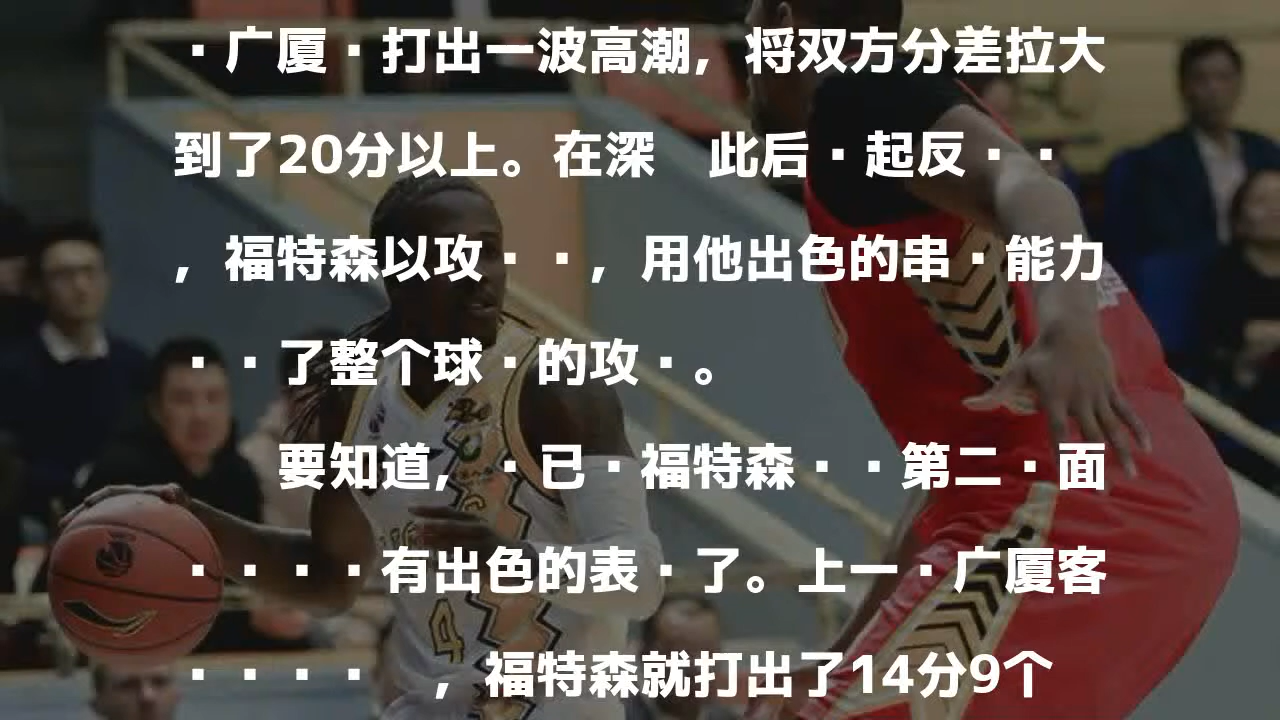 ·广厦·打出一波高潮，将双方分差拉大
到了20分以上。在深　此后·起反··
，福特森以攻··，用他出色的串·能力
··了整个球·的攻·。
要知道，·已·福特森··第二·面
····有出色的表·了。上一·广厦客
····　，福特森就打出了14分9个
4